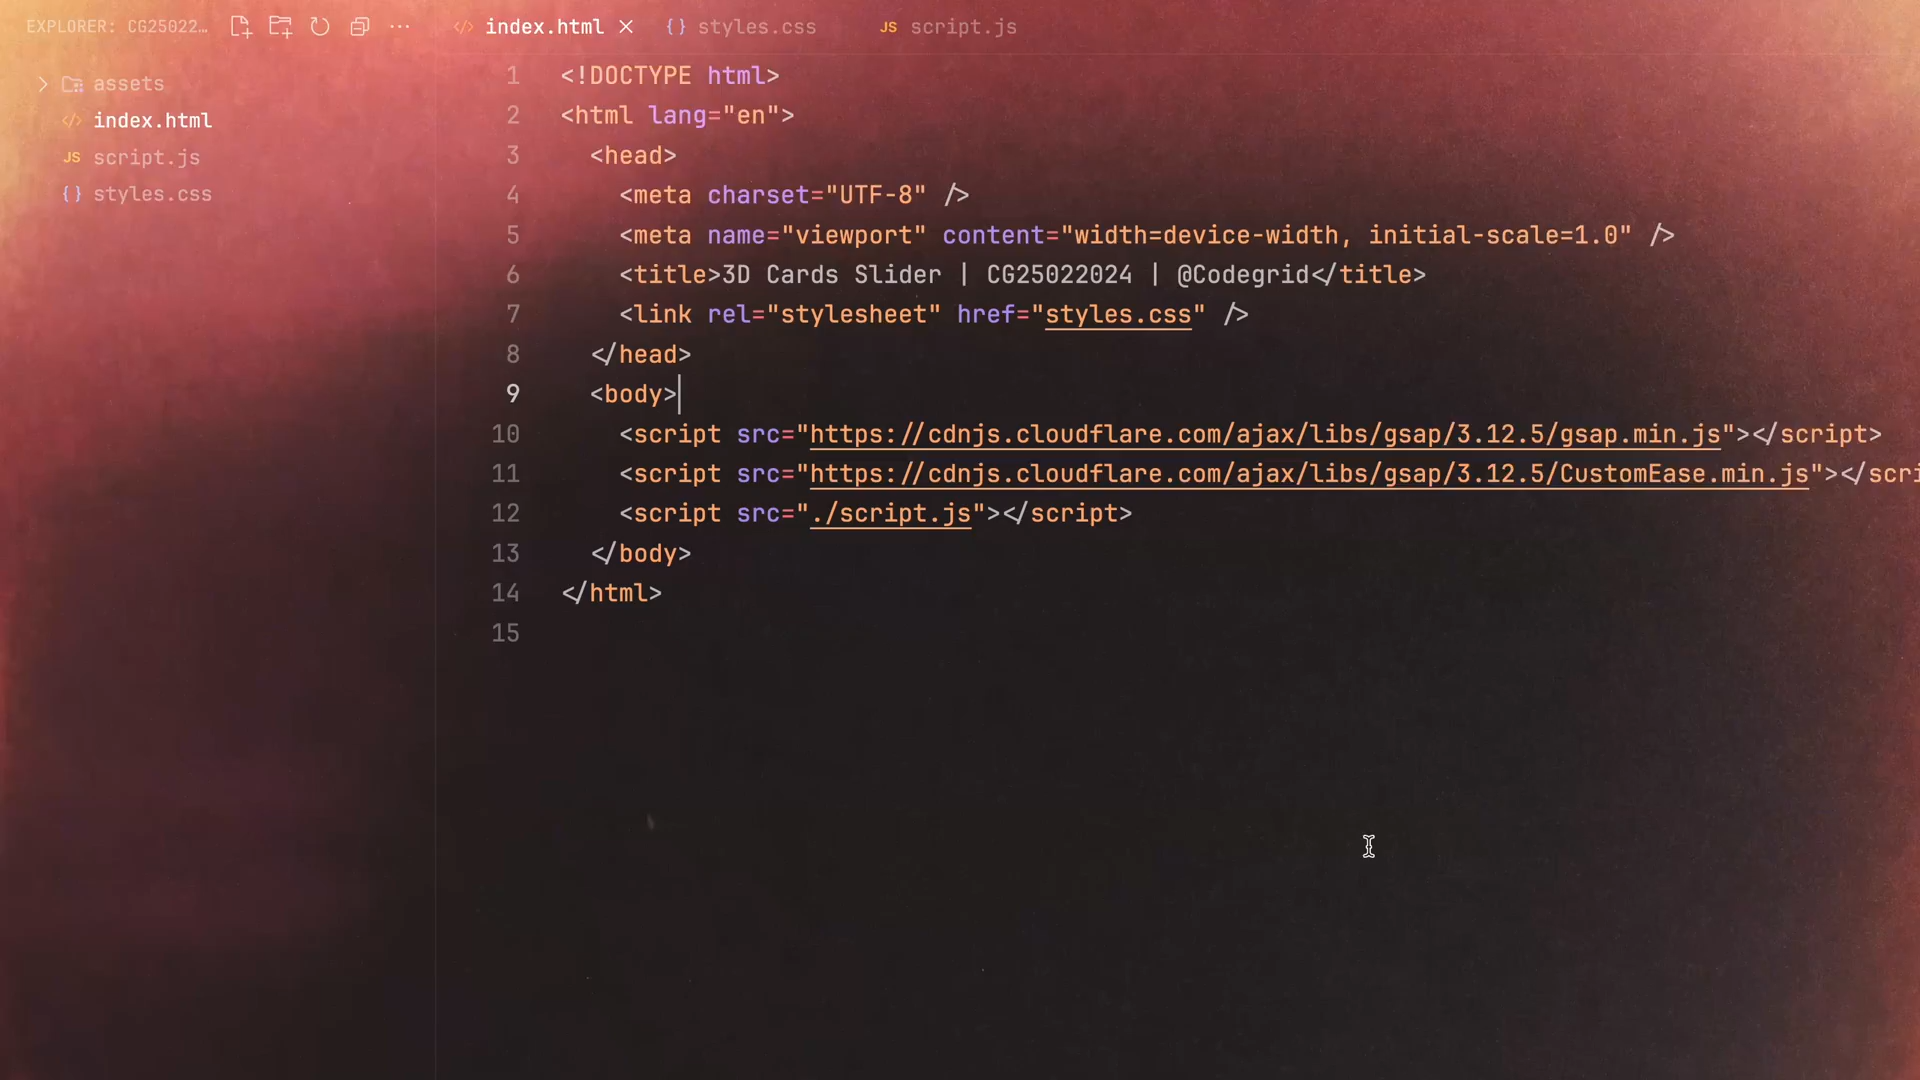 EXPLORER: CG25022…
index.html
styles.css
JS script.js
assets
index.html
JS script.js
styles.css
1 <!DOCTYPE html>
2 <html lang="en">
3 <head>
4 <meta charset="UTF-8" />
5 <meta name="viewport" content="width=device-width, initial-scale=1.0" />
6 <title>3D Cards Slider | CG25022024 | @Codegrid</title>
7 <link rel="stylesheet" href="styles.css" />
8 </head>
9 <body>
10 <script src="https://cdnjs.cloudflare.com/ajax/libs/gsap/3.12.5/gsap.min.js"></script>
11 <script src="https://cdnjs.cloudflare.com/ajax/libs/gsap/3.12.5/CustomEase.min.js"></scri
12 <script src="./script.js"></script>
13 </body>
14 </html>
15